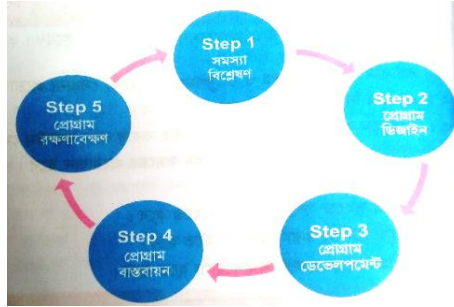 Step 1
সমস্যা
বিশ্লেষণ
Step 2
প্রোগ্রাম
ডিজাইন
Step 3
প্রোগ্রাম
ডেভেলপমেন্ট
Step 4
প্রোগ্রাম
বাস্তবায়ন
Step 5
প্রোগ্রাম
রক্ষণাবেক্ষণ